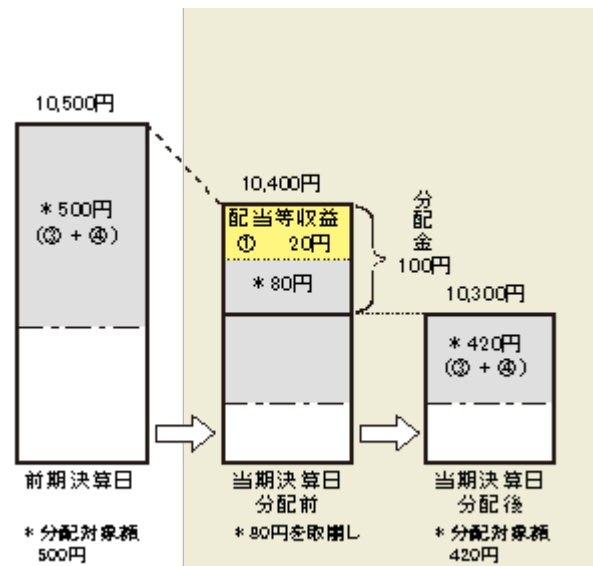 10,500円
*500円
(③ + ④)
前期決算日
* 分配対象額
500円
10,400円
配当等収益
① 20円
*80円
分配金
100円
当期決算日
分配前
*80円を取崩し
10,300円
*420円
(③ + ④)
当期決算日
分配後
* 分配対象額
420円